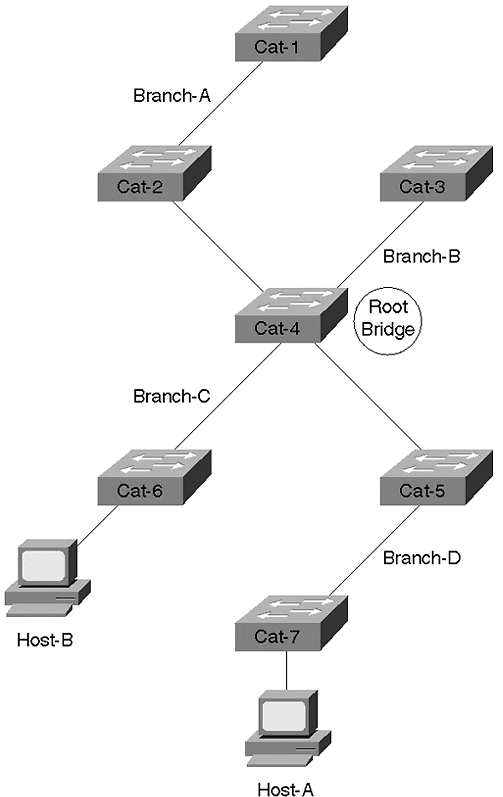 Cat-1
Branch-A
Cat-2
Cat-3
Branch-B
Cat-4
Root
Bridge
Branch-C
Cat-6
Cat-5
Branch-D
Host-B
Cat-7
Host-A